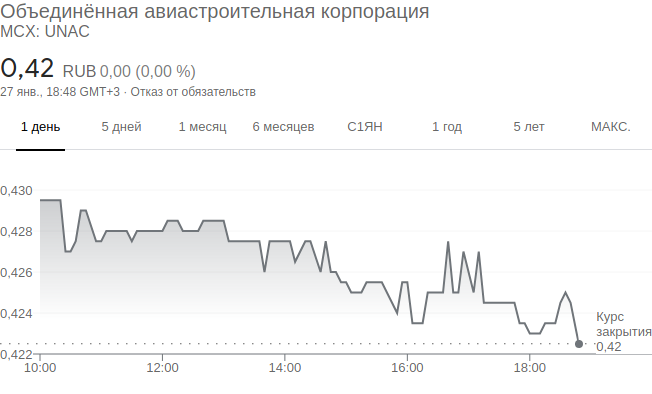 Объединённая авиастроительная корпорация
MCX: UNAC
0,42 RUB 0,00 (0,00 %)
27 янв., 18:48 GMT+3 · Отказ от обязательств
1 день 5 дней 1 месяц 6 месяцев С1ЯН 1 год 5 лет МАКС.
0,430
0,428
0,426
0,424
Курс
закрытия
0,42
0,422
10:00 12:00 14:00 16:00 18:00